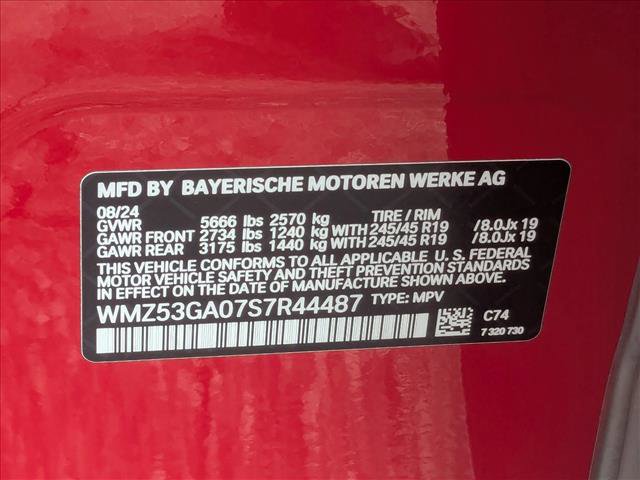 MFD BY BAYERISCHE MOTOREN WERKE AG
08/24 TIRE / RIM
GVWR 5666 lbs 2570 kg
GAWR FRONT 2734 lbs 1240 kg WITH 245/45 R19 /8.0Jx 19
GAWR REAR 3175 lbs 1440 kg WITH 245/45 R19 /8.0Jx 19
THIS VEHICLE CONFORMS TO ALL APPLICABLE U. S. FEDERAL
MOTOR VEHICLE SAFETY AND THEFT PREVENTION
STANDARDS IN EFFECT ON THE DATE OF MANUFACTURE SHOWN ABOVE.
WMZ53GA07S7R44487 TYPE: MPV
C74
7 320 730